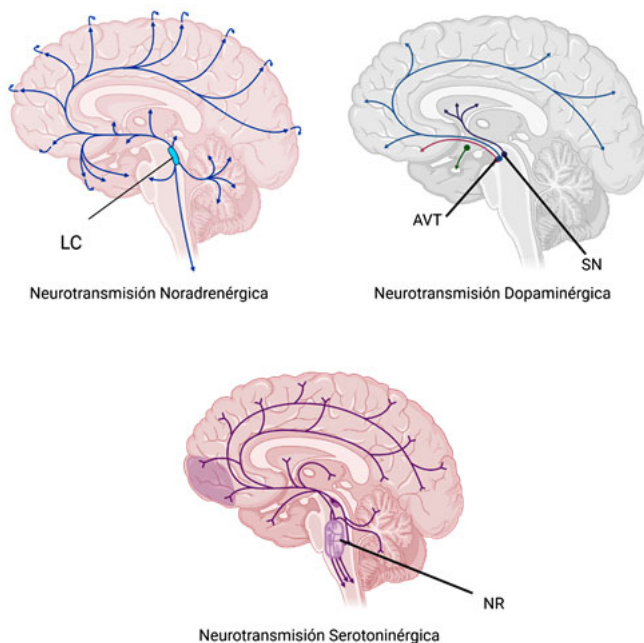 LC
Neurotransmisión Noradrenérgica
AVT
SN
Neurotransmisión Dopaminérgica
NR
Neurotransmisión Serotoninérgica